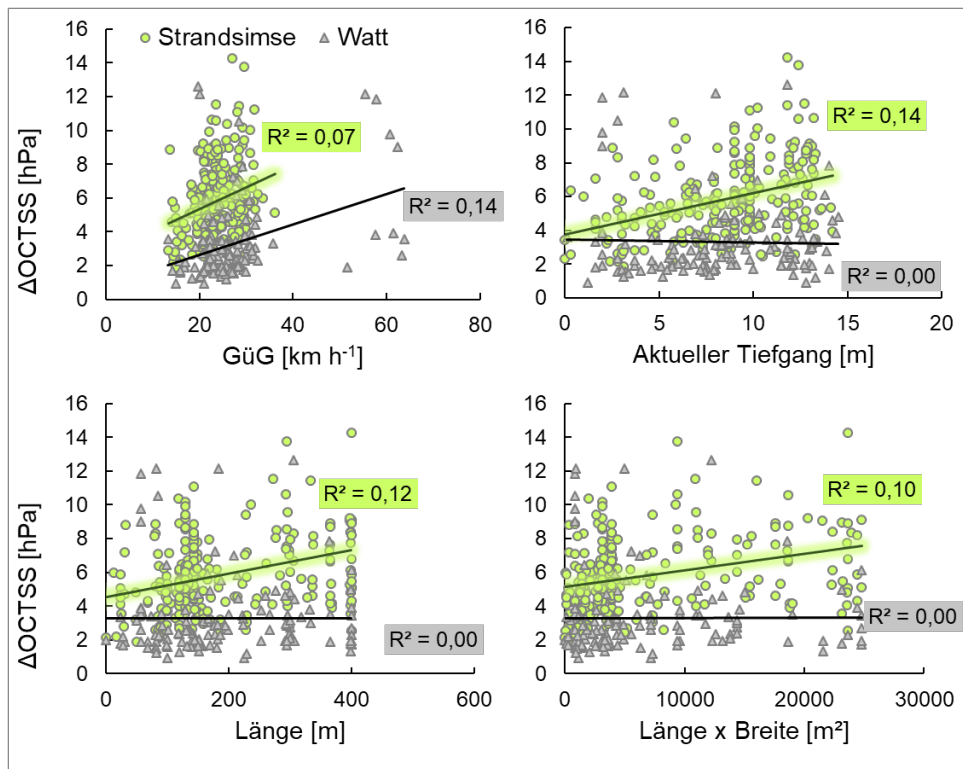 Strandsimse Watt
ΔOCTSS [hPa]
16
14
12
10
8
6
4
2
0
R² = 0,07
R² = 0,14
0 20 40 60 80
GüG [km h⁻¹]
16
14
12
10
8
6
4
2
0
R² = 0,14
R² = 0,00
0 5 10 15 20
Aktueller Tiefgang [m]
ΔOCTSS [hPa]
16
14
12
10
8
6
4
2
0
R² = 0,12
R² = 0,00
0 200 400 600
Länge [m]
16
14
12
10
8
6
4
2
0
R² = 0,10
R² = 0,00
0 10000 20000 30000
Länge x Breite [m²]